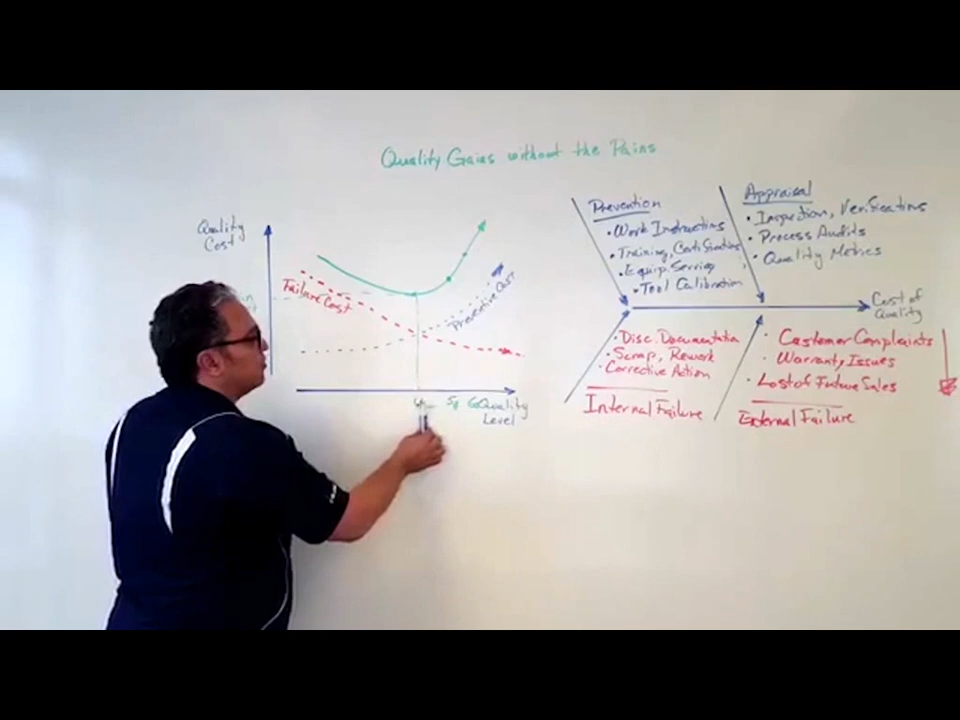 Quality Gains without the Pains
Quality
Cost
Failure Cost
Preventive Cost
Quality
Level
Prevention
• Work Instructions
• Training, Certifications
• Equip. Service
• Tool Calibration
Appraisal
• Inspection, Verifications
• Process Audits
• Quality Metrics
Cost of
Quality
• Disc. Documentation
• Scrap, Rework
• Corrective Action
Internal Failure
• Customer Complaints
• Warranty Issues
• Lost of Future Sales
External Failure